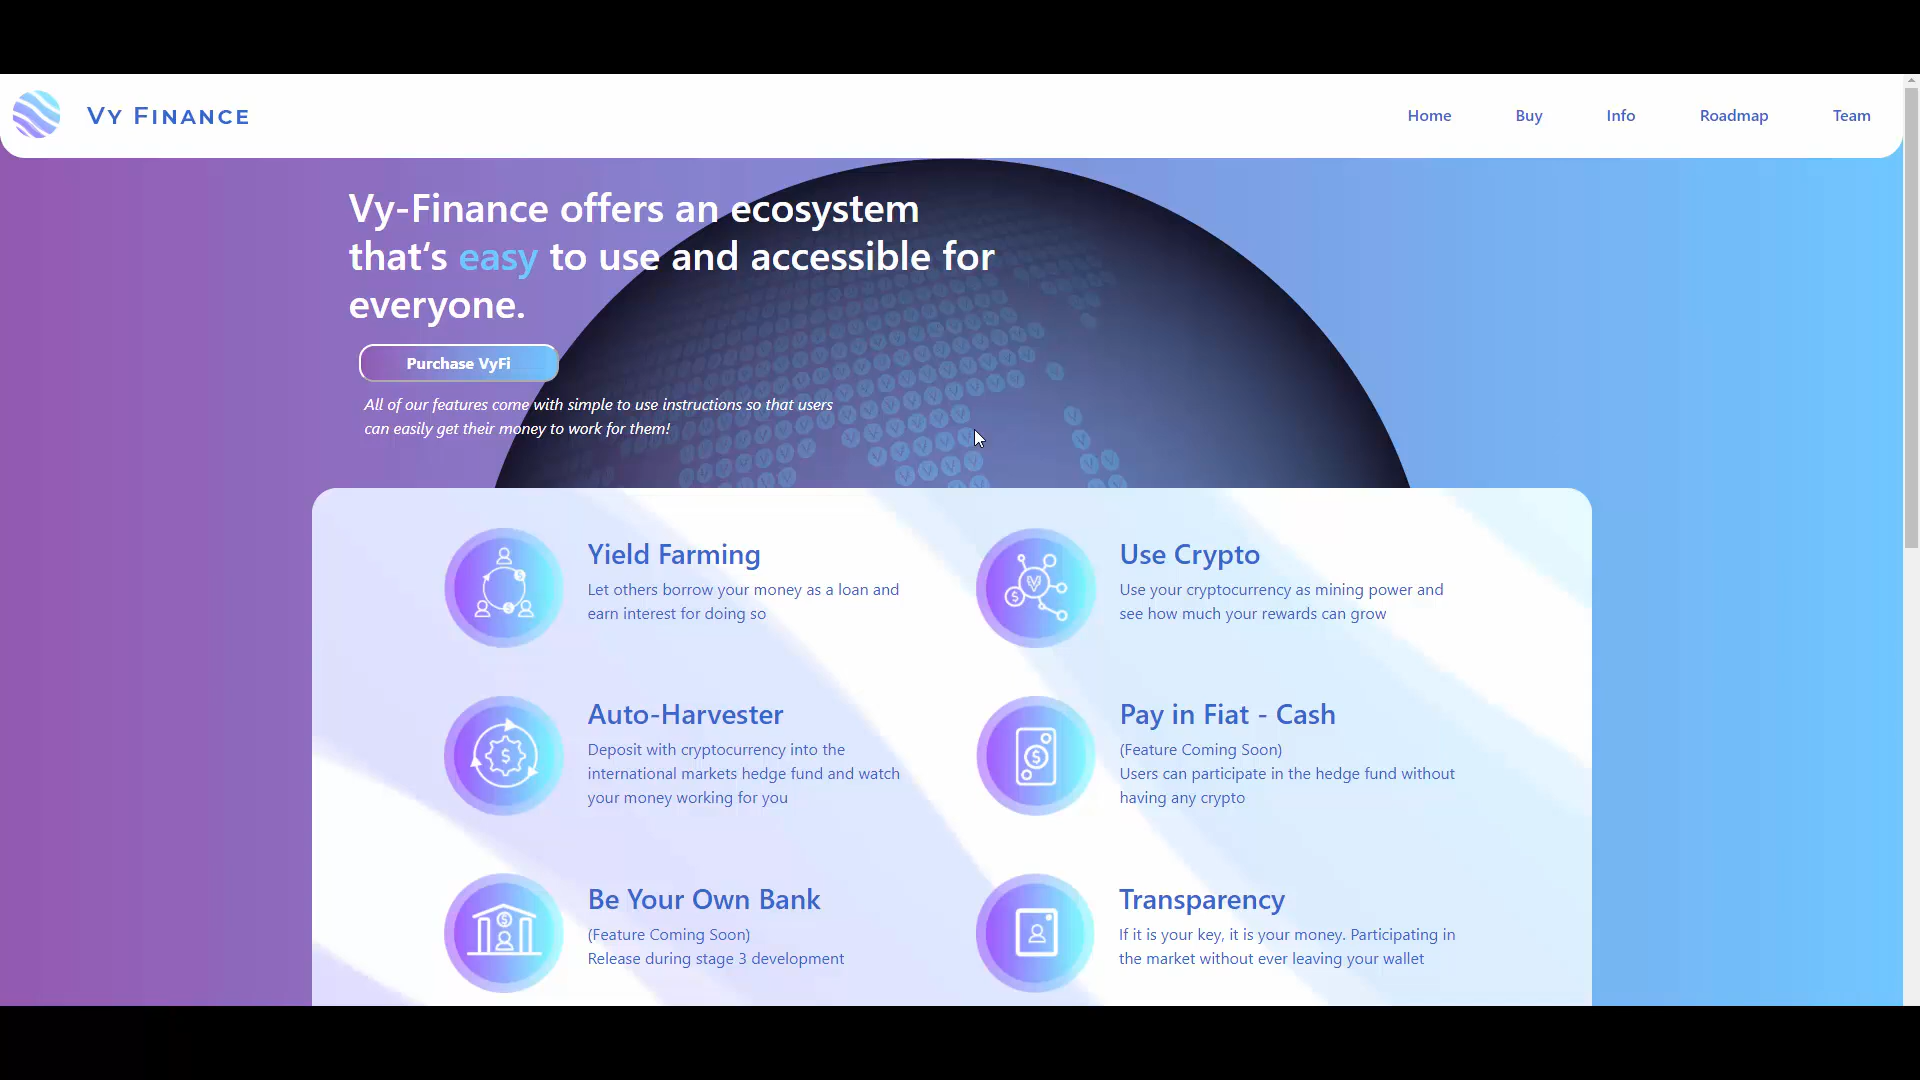 VY FINANCE
Home
Buy
Info
Roadmap
Team
Vy-Finance offers an ecosystem
that‘s easy to use and accessible for
everyone.
Purchase VyFi
All of our features come with simple to use instructions so that users
can easily get their money to work for them!
Yield Farming
Let others borrow your money as a loan and
earn interest for doing so
Use Crypto
Use your cryptocurrency as mining power and
see how much your rewards can grow
Auto-Harvester
Deposit with cryptocurrency into the
international markets hedge fund and watch
your money working for you
Pay in Fiat - Cash
(Feature Coming Soon)
Users can participate in the hedge fund without
having any crypto
Be Your Own Bank
(Feature Coming Soon)
Release during stage 3 development
Transparency
If it is your key, it is your money. Participating in
the market without ever leaving your wallet